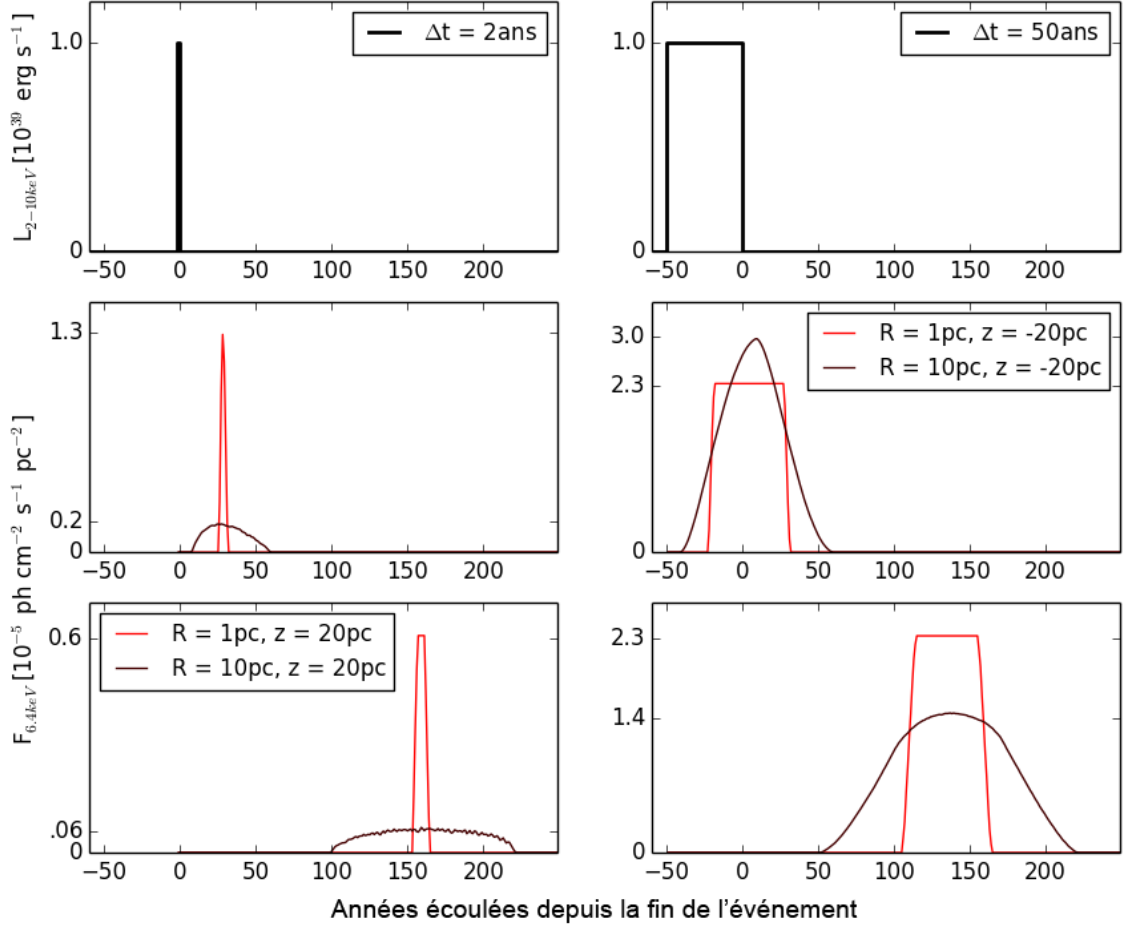 Δt = 2ans
Δt = 50ans
L2−10keV [10^39 erg s^−1]
1.0
0
−50 0 50 100 150 200
1.0
0
−50 0 50 100 150 200
F6.4keV [10^−5 ph cm^−2 s^−1 pc^−2]
1.3
0.2
0
−50 0 50 100 150 200
R = 1pc, z = -20pc
R = 10pc, z = -20pc
3.0
2.3
0
−50 0 50 100 150 200
R = 1pc, z = 20pc
R = 10pc, z = 20pc
0.6
.06
0
−50 0 50 100 150 200
2.3
1.4
0
−50 0 50 100 150 200
Années écoulées depuis la fin de l'événement